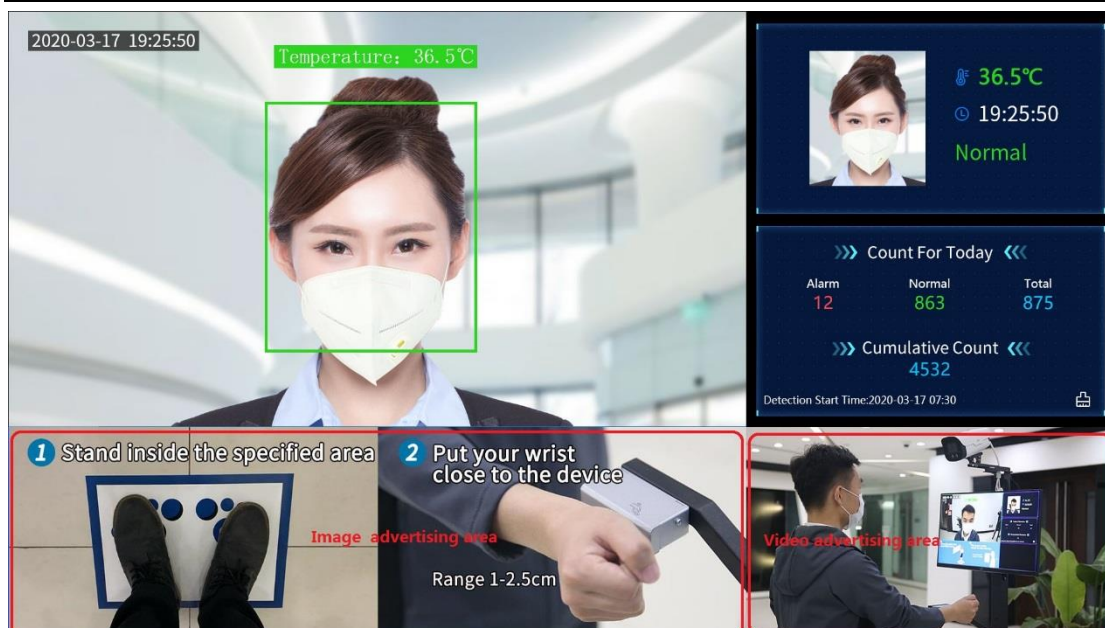 2020-03-17 19:25:50
Temperature: 36.5℃
36.5℃
19:25:50
Normal
Count For Today
Alarm Normal Total
12 863 875
Cumulative Count
4532
Detection Start Time:2020-03-17 07:30
1 Stand inside the specified area
2 Put your wrist
close to the device
Image advertising area
Range 1-2.5cm
Video advertising area